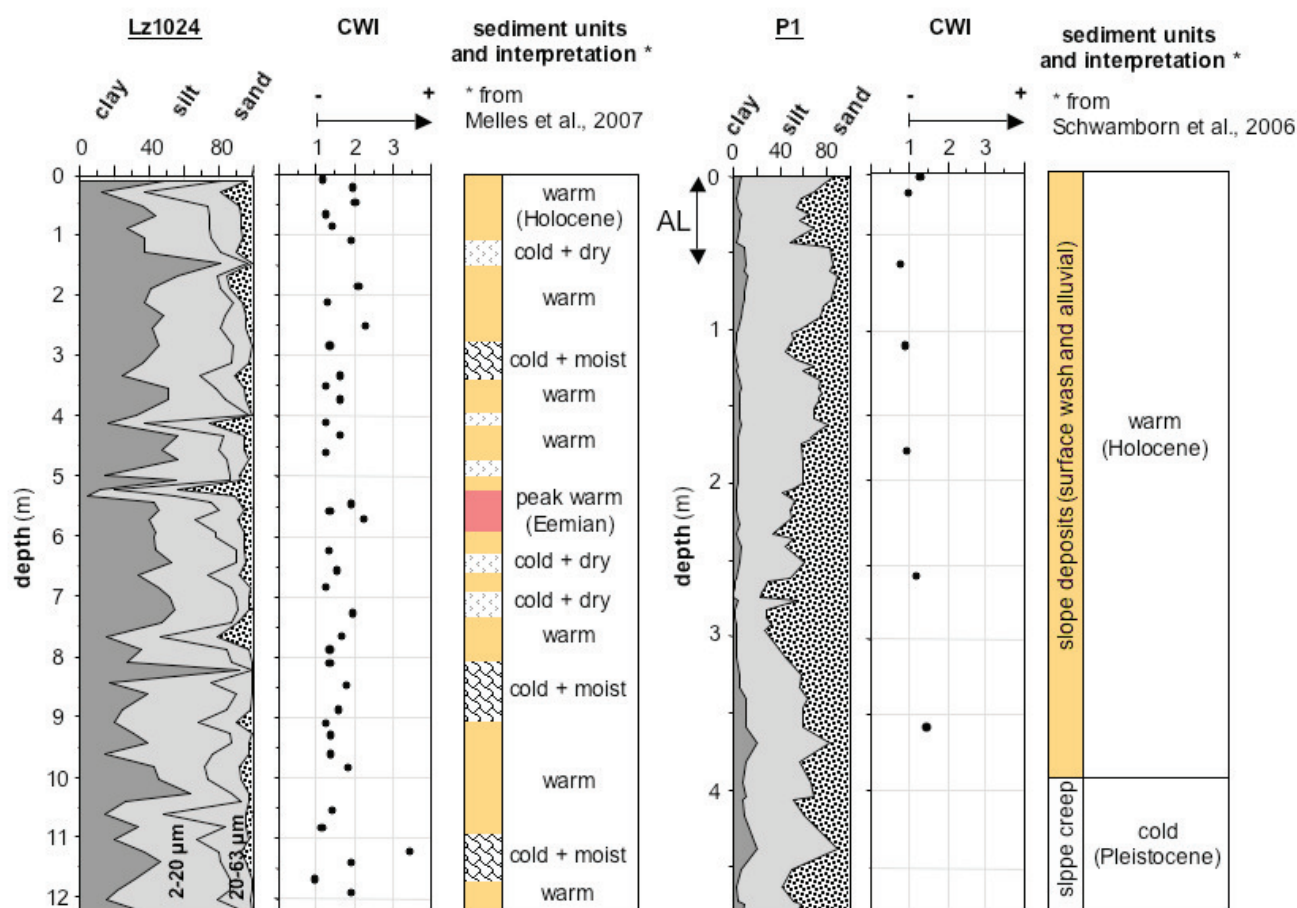 Lz1024
CWI
sediment units
and interpretation *
* from
Melles et al., 2007
clay
silt
sand
- +
0 40 80
1 2 3
0
1
2
3
4
5
6
7
8
9
10
11
12
depth (m)
2-20 µm
20-63 µm
warm
(Holocene)
cold + dry
warm
cold + moist
warm
warm
peak warm
(Eemian)
cold + dry
cold + dry
warm
cold + moist
warm
cold + moist
warm
P1
CWI
sediment units
and interpretation *
* from
Schwamborn et al., 2006
clay
silt
sand
- +
0 40 80
1 2 3
AL
0
1
2
3
4
depth (m)
slope deposits (surface wash and alluvial)
warm
(Holocene)
slppe creep
cold
(Pleistocene)